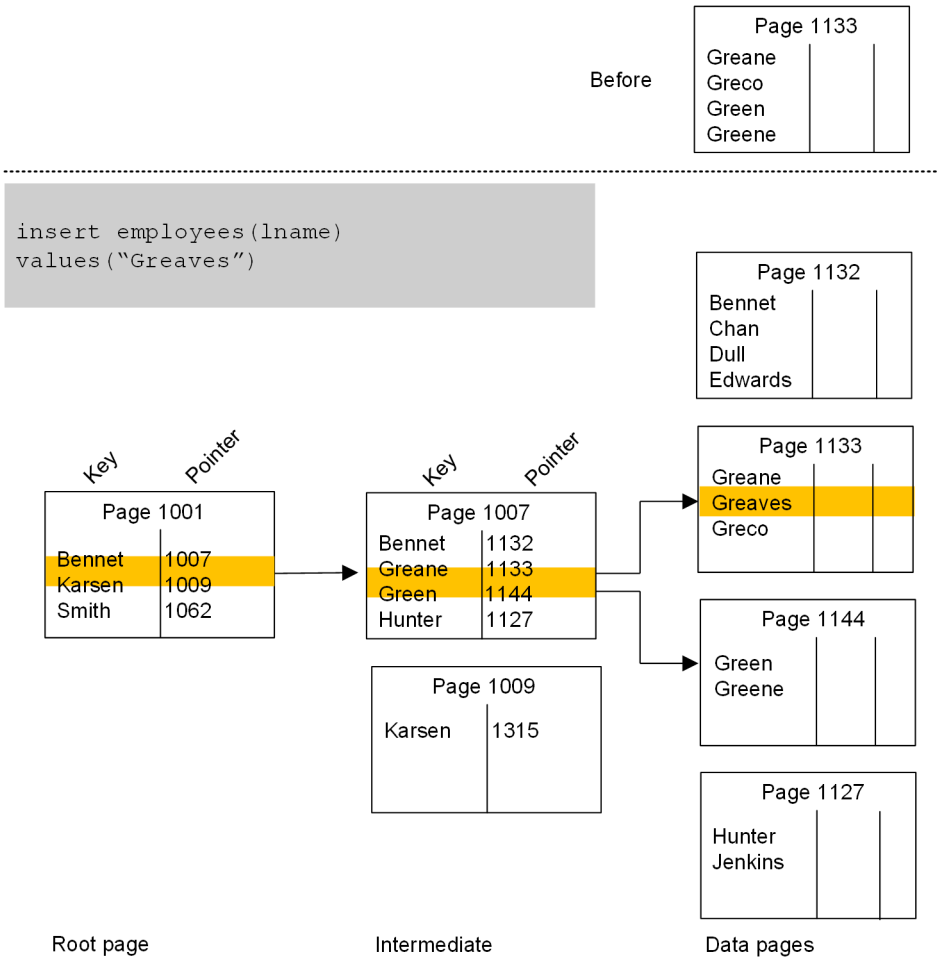 Page 1133
Before
Greane
Greco
Green
Greene
insert employees(lname)
values(“Greaves”)
Page 1132
Bennet
Chan
Dull
Edwards
Key Pointer
Page 1001
Bennet 1007
Karsen 1009
Smith 1062
Key Pointer
Page 1007
Bennet 1132
Greane 1133
Green 1144
Hunter 1127
Page 1133
Greane
Greaves
Greco
Page 1009
Karsen 1315
Page 1144
Green
Greene
Page 1127
Hunter
Jenkins
Root page
Intermediate
Data pages